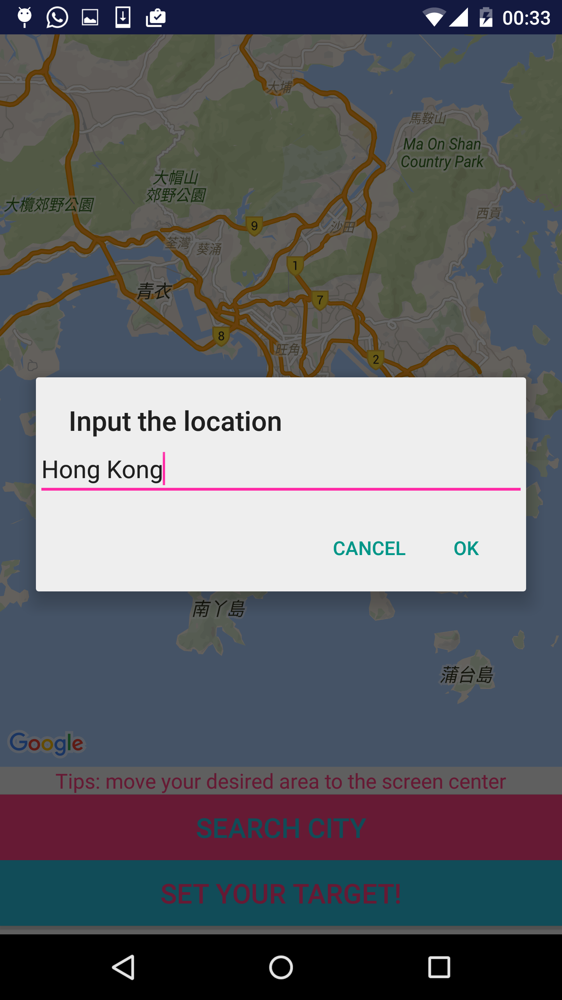 00:33
大埔
馬鞍山
Ma On Shan
Country Park
大帽山
郊野公園
大欖郊野公園
西貢
9
沙田
荃灣
葵涌
1
青衣
7
8
旺角
2
Input the location
Hong Kong
CANCEL
OK
南丫島
蒲台島
Google
Tips: move your desired area to the screen center
SEARCH CITY
SET YOUR TARGET!